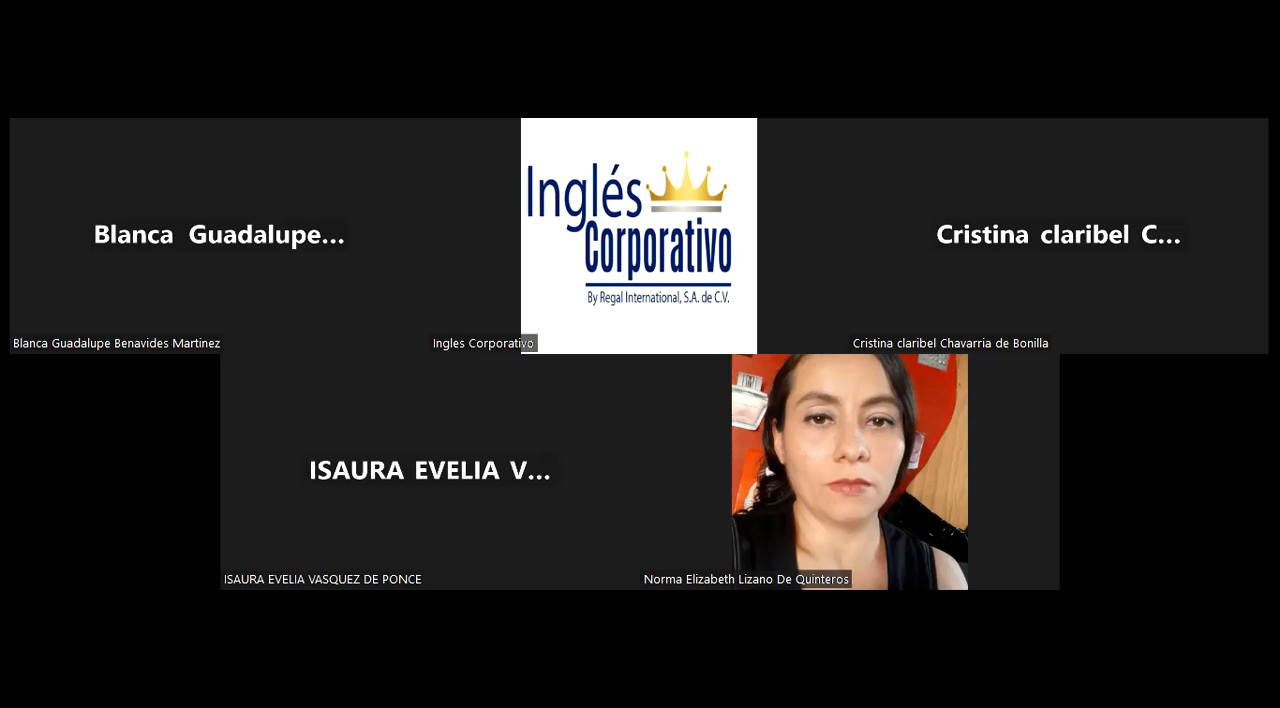 Blanca Guadalupe...
Inglés
Corporativo
By Regal International, S.A. de C.V.
Cristina claribel C...
Blanca Guadalupe Benavides Martinez
Ingles Corporativo
Cristina claribel Chavarria de Bonilla
ISAURA EVELIA V...
ISAURA EVELIA VASQUEZ DE PONCE
Norma Elizabeth Lizano De Quinteros